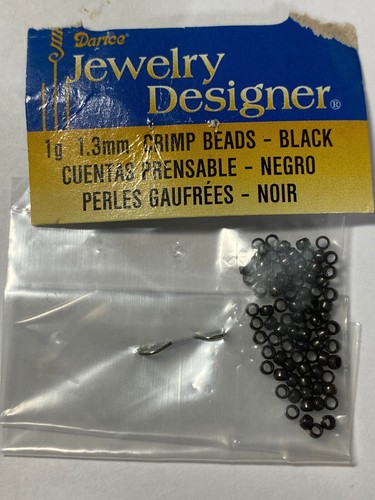 Darice
Jewelry
Designer®
1g 1.3mm CRIMP BEADS - BLACK
CUENTAS PRENSABLE - NEGRO
PERLES GAUFRÉES - NOIR